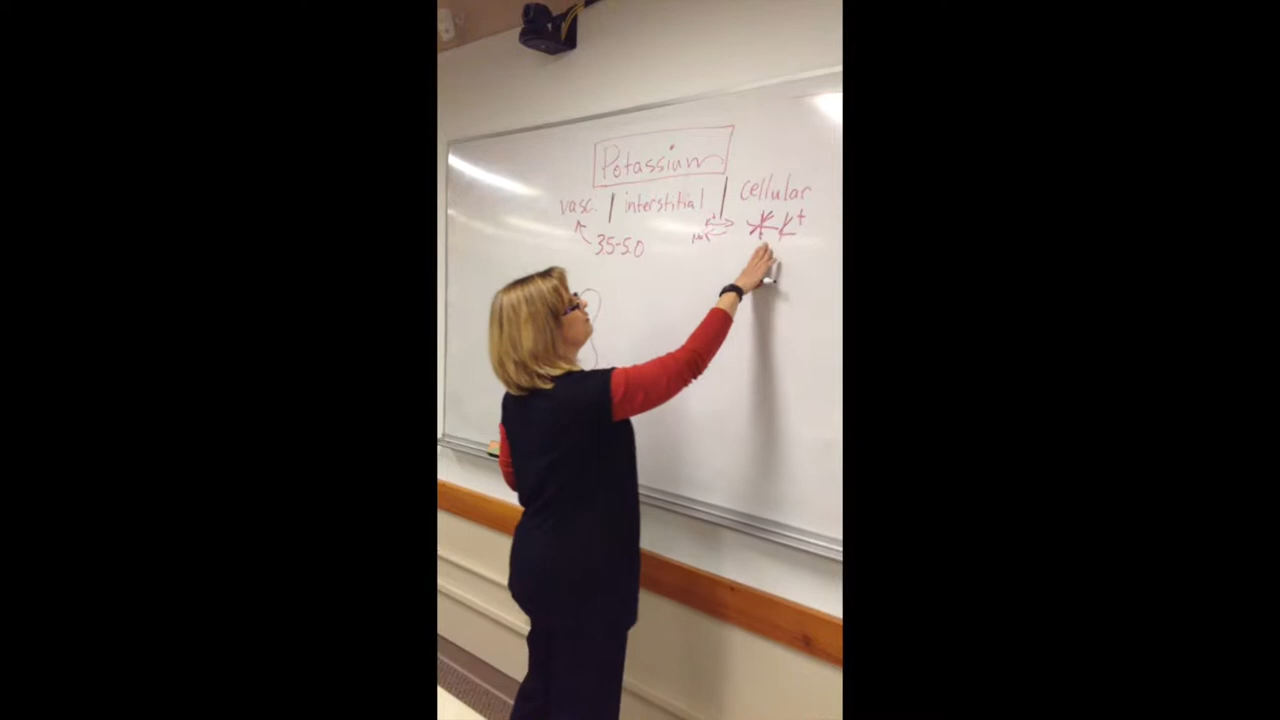 Potassium
vasc. | interstitial | cellular
K+
3.5-5.0